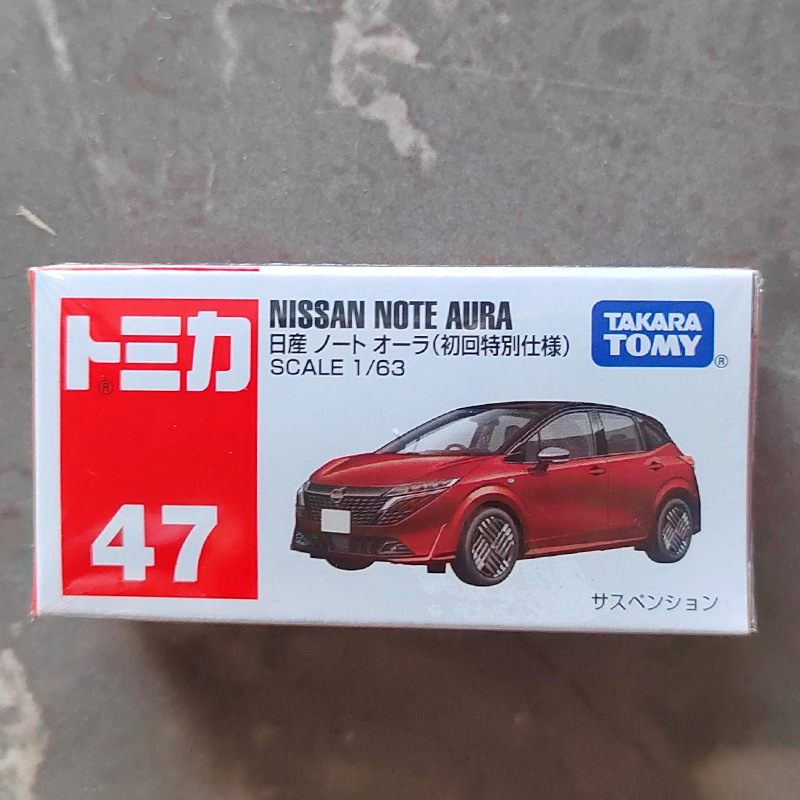 トミカ®
47
NISSAN NOTE AURA
日産 ノート オーラ(初回特別仕様)
SCALE 1/63
TAKARA
TOMY®
サスペンション